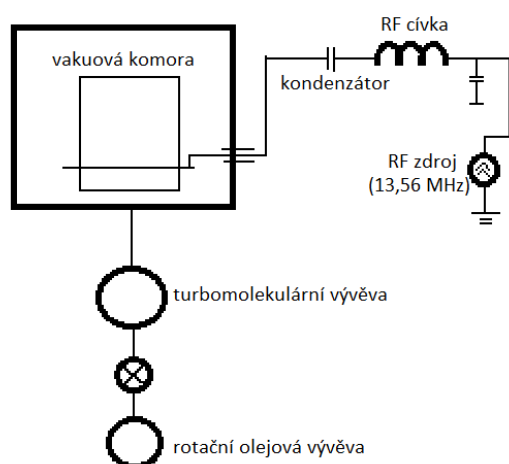 RF cívka
vakuová komora
kondenzátor
RF zdroj
(13,56 MHz)
turbomolekulární vývěva
rotační olejová vývěva